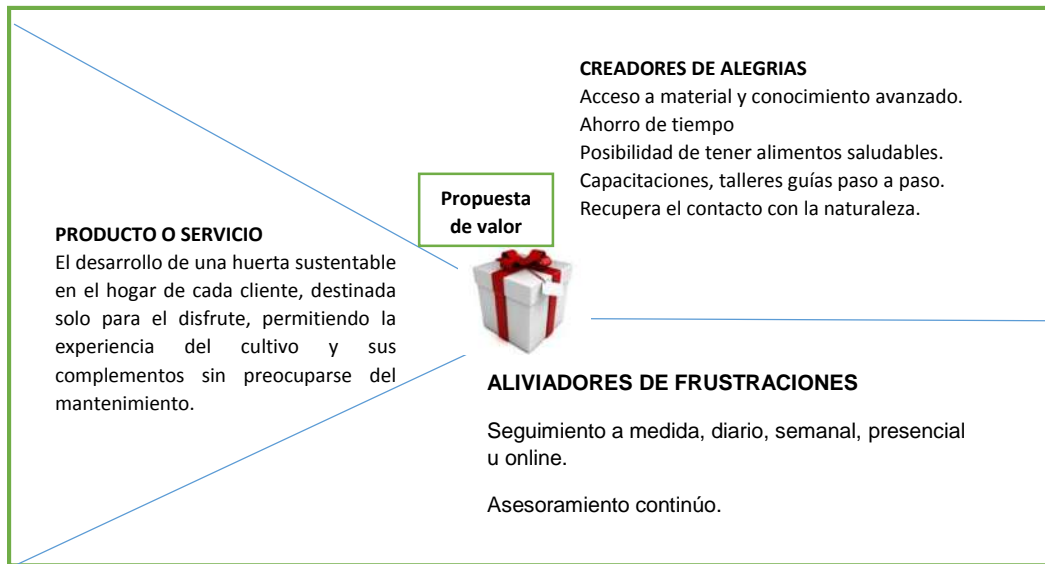 CREADORES DE ALEGRIAS
Acceso a material y conocimiento avanzado.
Ahorro de tiempo
Posibilidad de tener alimentos saludables.
Capacitaciones, talleres guías paso a paso.
Recupera el contacto con la naturaleza.
Propuesta
de valor
PRODUCTO O SERVICIO
El desarrollo de una huerta sustentable
en el hogar de cada cliente, destinada
solo para el disfrute, permitiendo la
experiencia del cultivo y sus
complementos sin preocuparse del
mantenimiento.
ALIVIADORES DE FRUSTRACIONES
Seguimiento a medida, diario, semanal, presencial
u online.
Asesoramiento continúo.